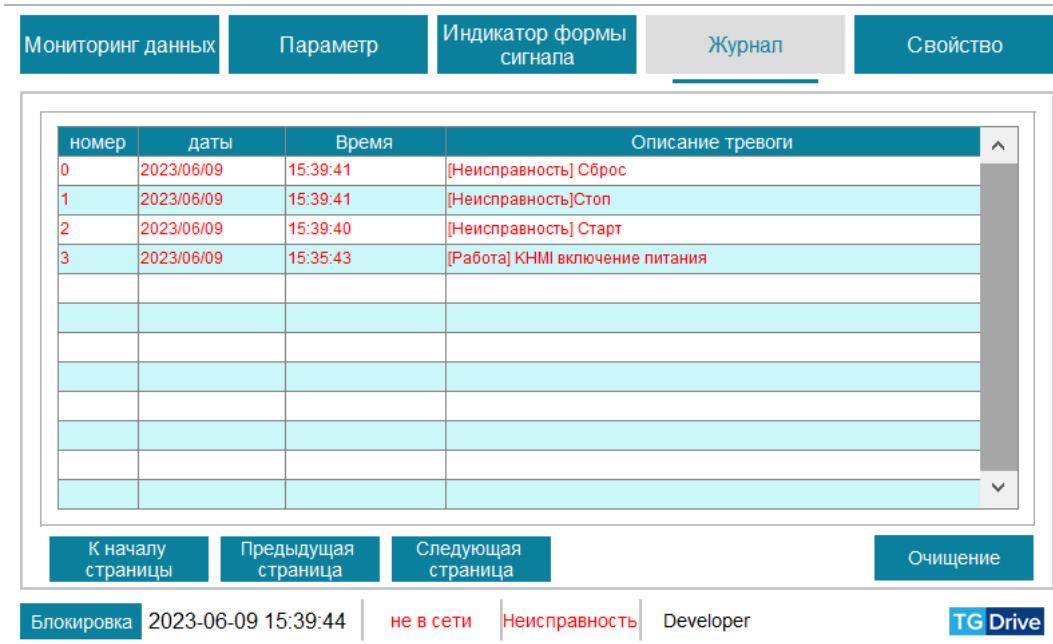 Мониторинг данных Параметр Индикатор формы сигнала Журнал Свойство
номер даты Время Описание тревоги
0 2023/06/09 15:39:41 [Неисправность] Сброс
1 2023/06/09 15:39:41 [Неисправность]Стоп
2 2023/06/09 15:39:40 [Неисправность] Старт
3 2023/06/09 15:35:43 [Работа] KHMI включение питания
К началу страницы Предыдущая страница Следующая страница Очищение
Блокировка 2023-06-09 15:39:44 не в сети Неисправность Developer TG Drive